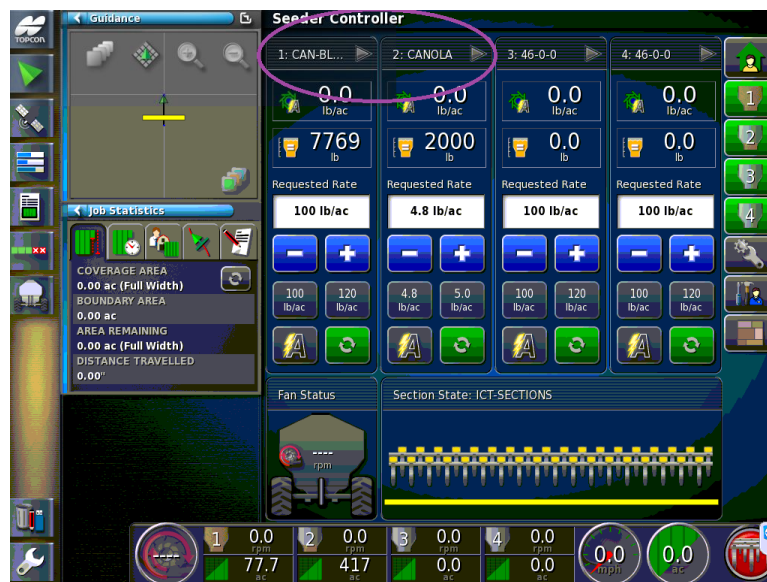 TOPCON
Guidance
Seeder Controller
1: CAN-BL...
2: CANOLA
3: 46-0-0
4: 46-0-0
0.0 lb/ac
0.0 lb/ac
0.0 lb/ac
0.0 lb/ac
7769 lb
2000 lb
0.0 lb
0.0 lb
Requested Rate
Requested Rate
Requested Rate
Requested Rate
100 lb/ac
4.8 lb/ac
100 lb/ac
100 lb/ac
100 lb/ac
120 lb/ac
4.8 lb/ac
5.0 lb/ac
100 lb/ac
120 lb/ac
100 lb/ac
120 lb/ac
A
A
A
A
1
2
3
4
Job Statistics
COVERAGE AREA
0.00 ac (Full Width)
BOUNDARY AREA
0.00 ac
AREA REMAINING
0.00 ac (Full Width)
DISTANCE TRAVELLED
0.00"
Fan Status
---- rpm
Section State: ICT-SECTIONS
----
1 0.0 rpm
77.7 ac
2 0.0 rpm
417 ac
3 0.0 rpm
0.0 ac
4 0.0 rpm
0.0 ac
0.0 mph
0.0 ac